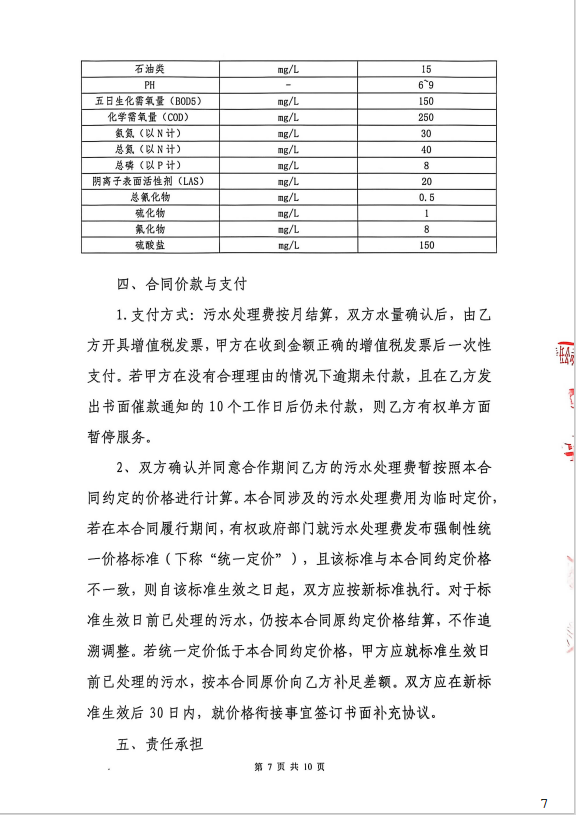 石油类 mg/L 15
PH - 6~9
五日生化需氧量（BOD5） mg/L 150
化学需氧量（COD） mg/L 250
氨氮（以N计） mg/L 30
总氮（以N计） mg/L 40
总磷（以P计） mg/L 8
阴离子表面活性剂（LAS） mg/L 20
总氰化物 mg/L 0.5
硫化物 mg/L 1
氟化物 mg/L 8
硫酸盐 mg/L 150
四、合同价款与支付
1.支付方式：污水处理费按月结算，双方水量确认后，由乙
方开具增值税发票，甲方在收到金额正确的增值税发票后一次性
支付。若甲方在没有合理理由的情况下逾期未付款，且在乙方发
出书面催款通知的10个工作日后仍未付款，则乙方有权单方面
暂停服务。
2、双方确认并同意合作期间乙方的污水处理费暂按照本合
同约定的价格进行计算。本合同涉及的污水处理费用为临时定价，
若在本合同履行期间，有权政府部门就污水处理费发布强制性统
一价格标准（下称“统一定价”），且该标准与本合同约定价格
不一致，则自该标准生效之日起，双方应按新标准执行。对于标
准生效日前已处理的污水，仍按本合同原约定价格结算，不作追
溯调整。若统一定价低于本合同约定价格，甲方应就标准生效日
前已处理的污水，按本合同原价向乙方补足差额。双方应在新标
准生效后30日内，就价格衔接事宜签订书面补充协议。
五、责任承担
第 7 页 共 10 页
7